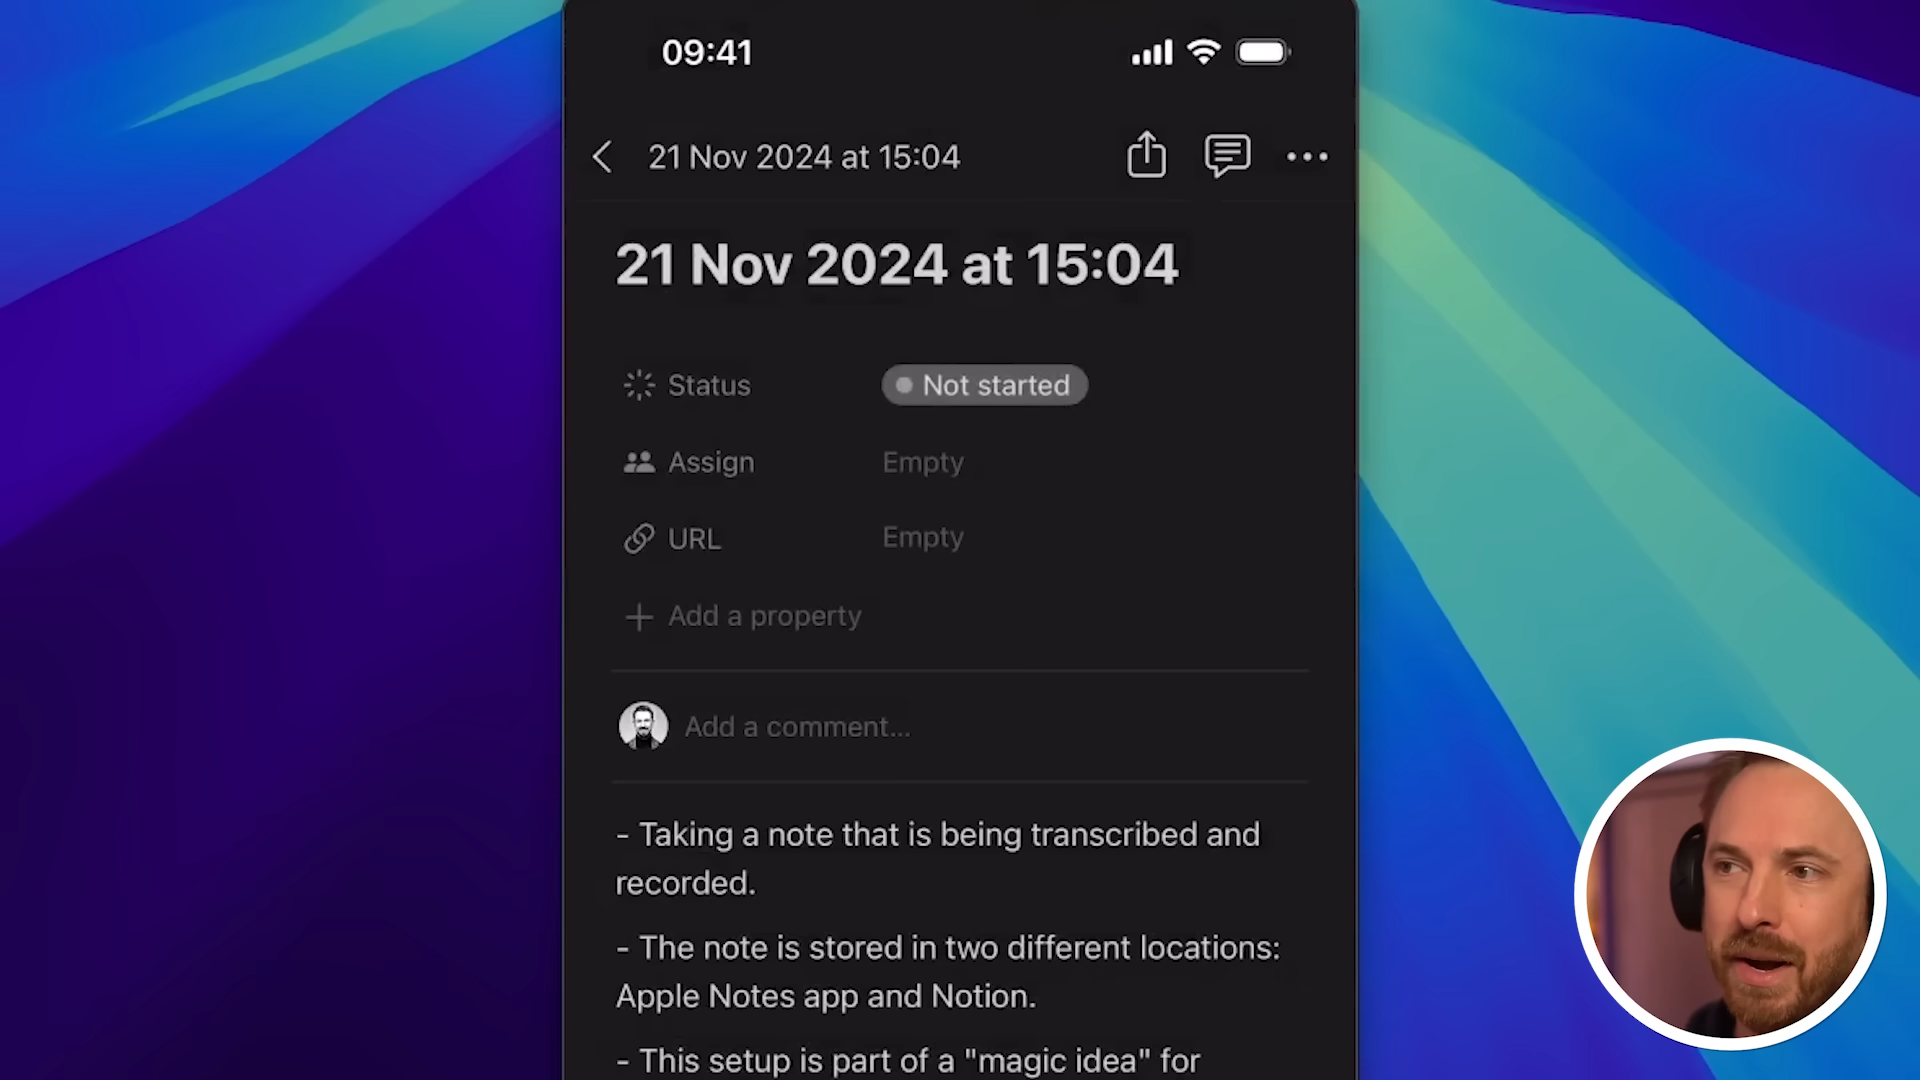 09:41
21 Nov 2024 at 15:04
21 Nov 2024 at 15:04
Status Not started
Assign Empty
URL Empty
Add a property
Add a comment...
- Taking a note that is being transcribed and
recorded.
- The note is stored in two different locations:
Apple Notes app and Notion.
- This setup is part of a "magic idea" for